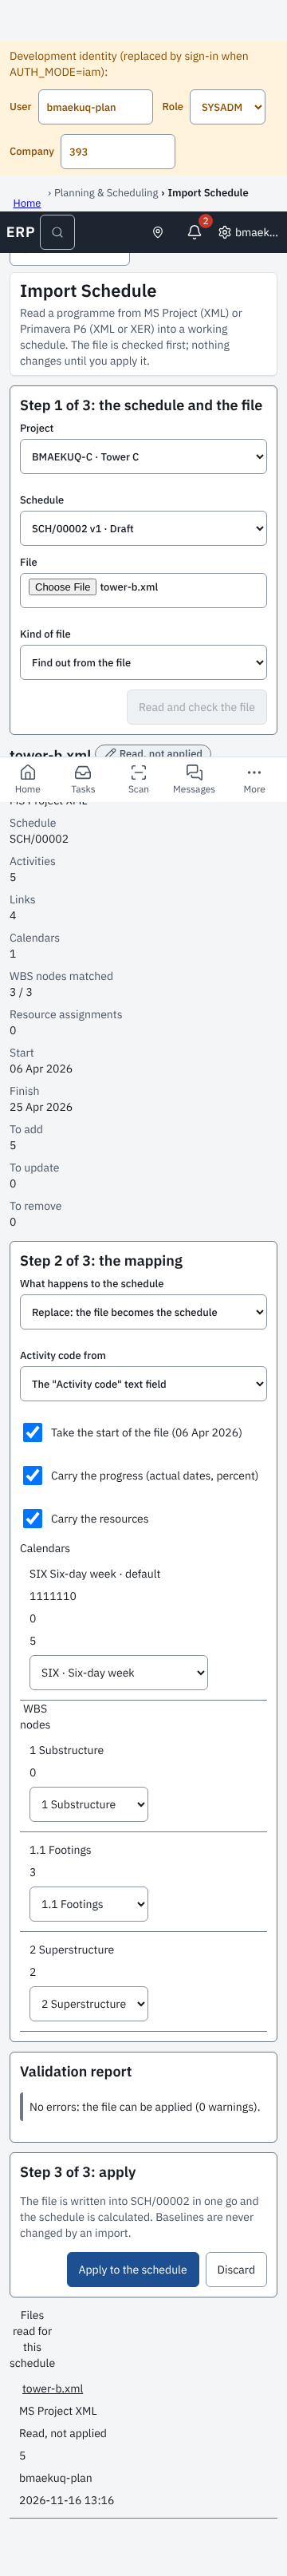 Development identity (replaced by sign-in when
AUTH_MODE=iam):
User bmaekuq-plan Role SYSADM
Company 393
Home › Planning & Scheduling › Import Schedule
ERP 2 bmaek...
Import Schedule
Read a programme from MS Project (XML) or
Primavera P6 (XML or XER) into a working
schedule. The file is checked first; nothing
changes until you apply it.
Step 1 of 3: the schedule and the file
Project
BMAEKUQ-C · Tower C
Schedule
SCH/00002 v1 · Draft
File
Choose File tower-b.xml
Kind of file
Find out from the file
Read and check the file
tower-b.xml Read, not applied
Home Tasks Scan Messages More
MS Project XML
Schedule
SCH/00002
Activities
5
Links
4
Calendars
1
WBS nodes matched
3 / 3
Resource assignments
0
Start
06 Apr 2026
Finish
25 Apr 2026
To add
5
To update
0
To remove
0
Step 2 of 3: the mapping
What happens to the schedule
Replace: the file becomes the schedule
Activity code from
The "Activity code" text field
Take the start of the file (06 Apr 2026)
Carry the progress (actual dates, percent)
Carry the resources
Calendars
SIX Six-day week · default
1111110
0
5
SIX · Six-day week
WBS
nodes
1 Substructure
0
1 Substructure
1.1 Footings
3
1.1 Footings
2 Superstructure
2
2 Superstructure
Validation report
No errors: the file can be applied (0 warnings).
Step 3 of 3: apply
The file is written into SCH/00002 in one go and
the schedule is calculated. Baselines are never
changed by an import.
Apply to the schedule Discard
Files
read for
this
schedule
tower-b.xml
MS Project XML
Read, not applied
5
bmaekuq-plan
2026-11-16 13:16